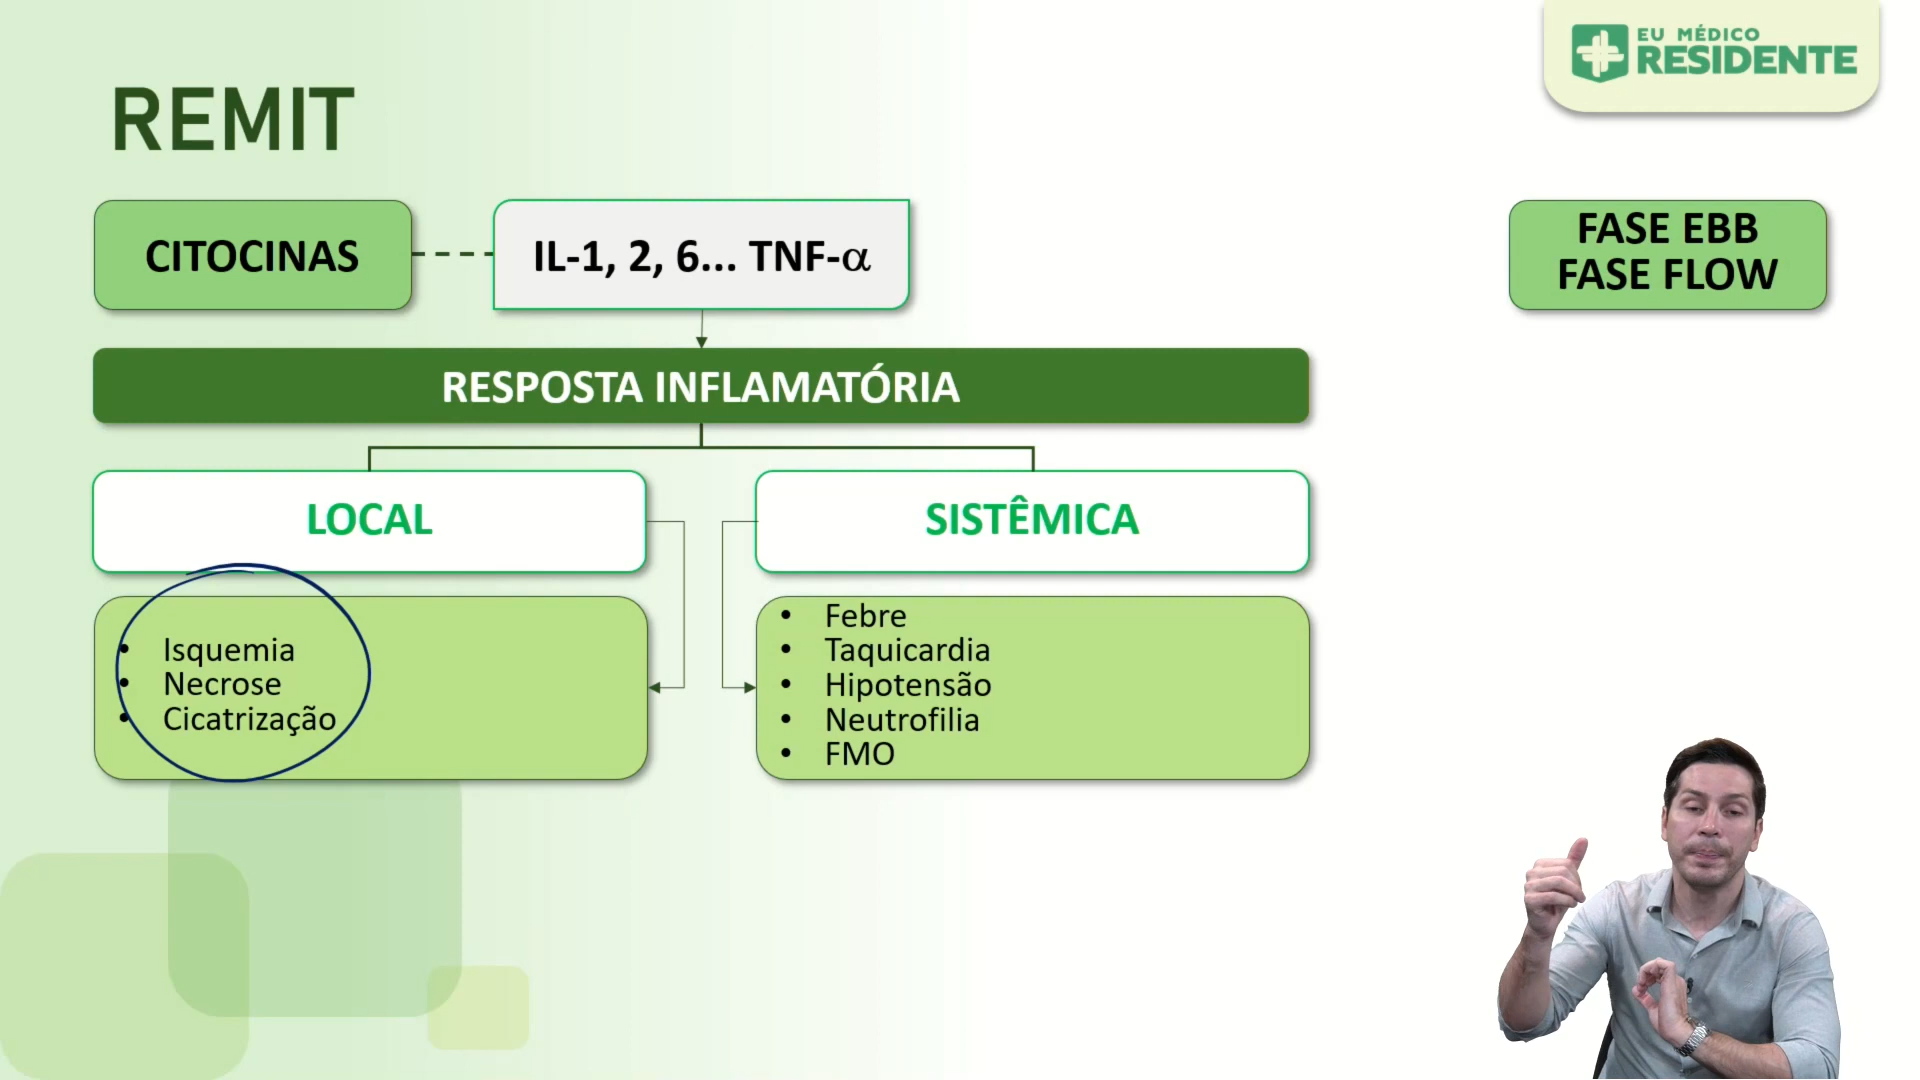 EU MÉDICO
RESIDENTE
REMIT
CITOCINAS
IL-1, 2, 6... TNF-α
FASE EBB
FASE FLOW
RESPOSTA INFLAMATÓRIA
LOCAL
SISTÊMICA
• Isquemia
• Necrose
• Cicatrização
• Febre
• Taquicardia
• Hipotensão
• Neutrofilia
• FMO